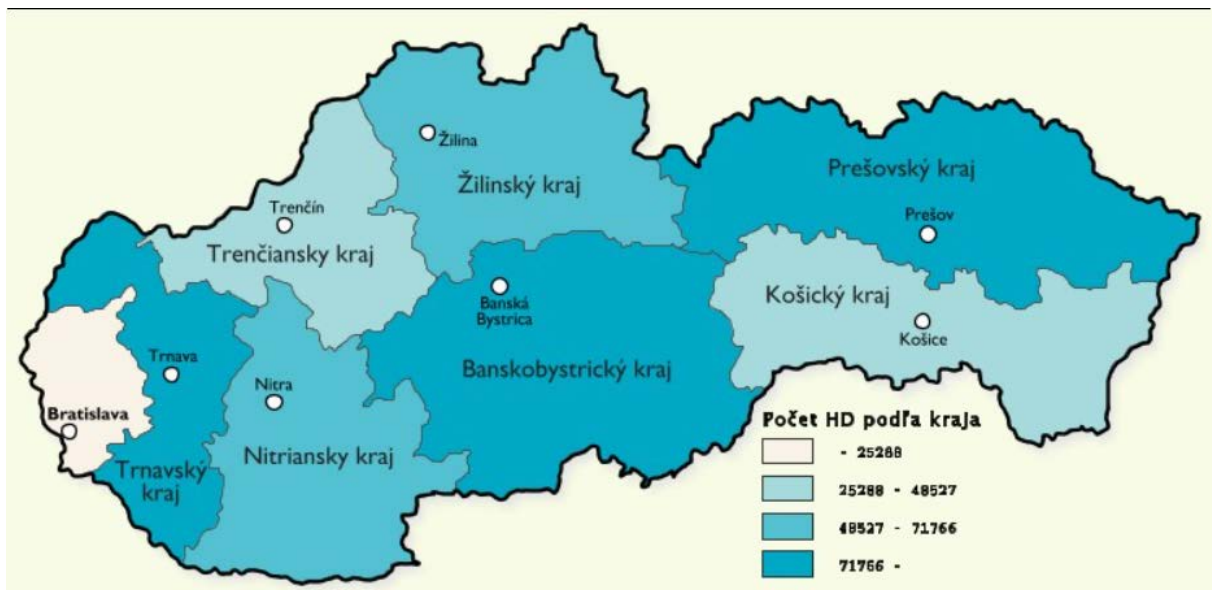 Žilina
Žilinský kraj
Prešovský kraj
Prešov
Trenčín
Trenčiansky kraj
Banská
Bystrica
Košický kraj
Košice
Trnava
Nitra
Banskobystrický kraj
Bratislava
Trnavský
kraj
Nitriansky kraj
Počet HD podľa kraja
- 25288
25288 - 48527
48527 - 71766
71766 -